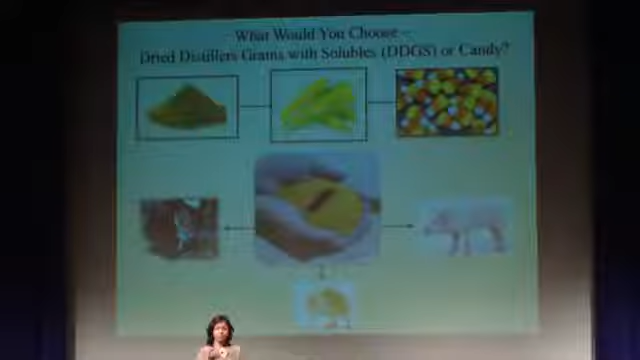 – What Would You Choose –
Dried Distillers Grains with Solubles (DDGS) or Candy?